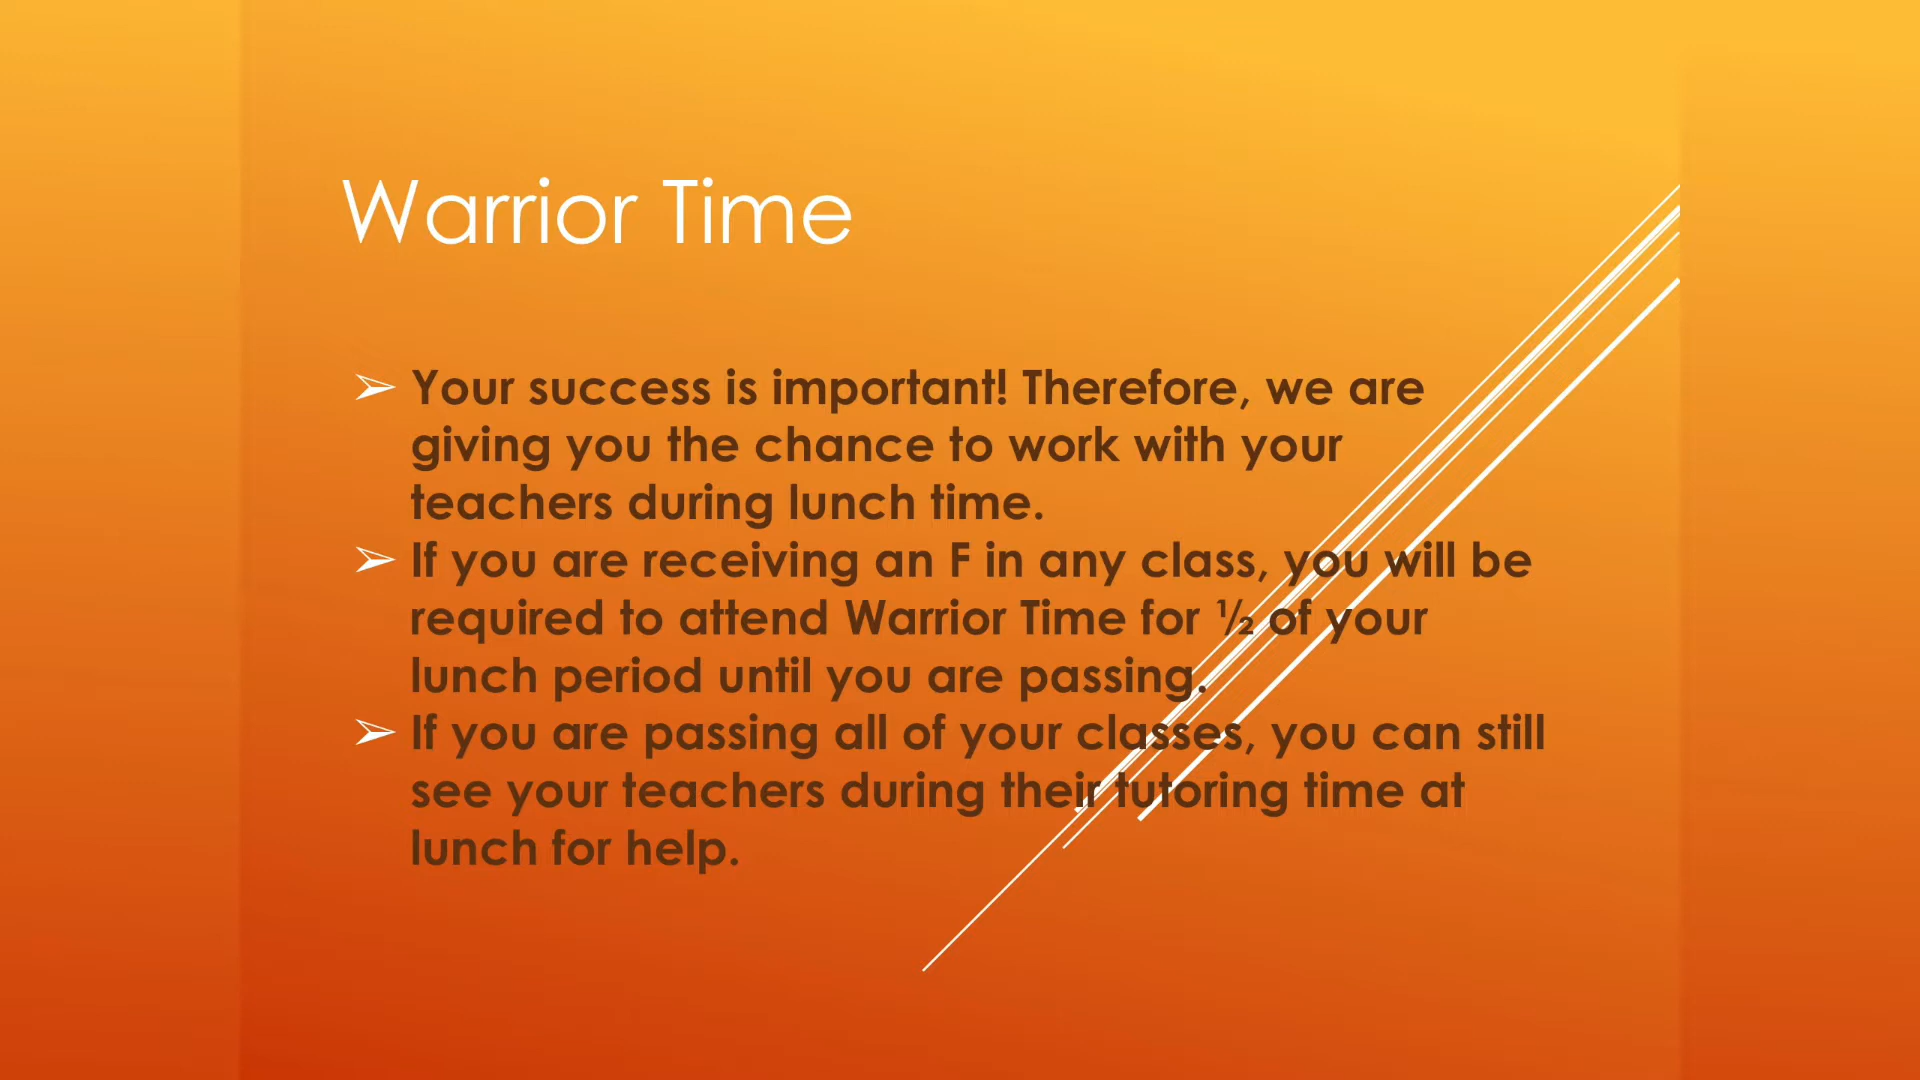 Warrior Time
➢ Your success is important! Therefore, we are
giving you the chance to work with your
teachers during lunch time.
➢ If you are receiving an F in any class, you will be
required to attend Warrior Time for ½ of your
lunch period until you are passing.
➢ If you are passing all of your classes, you can still
see your teachers during their tutoring time at
lunch for help.